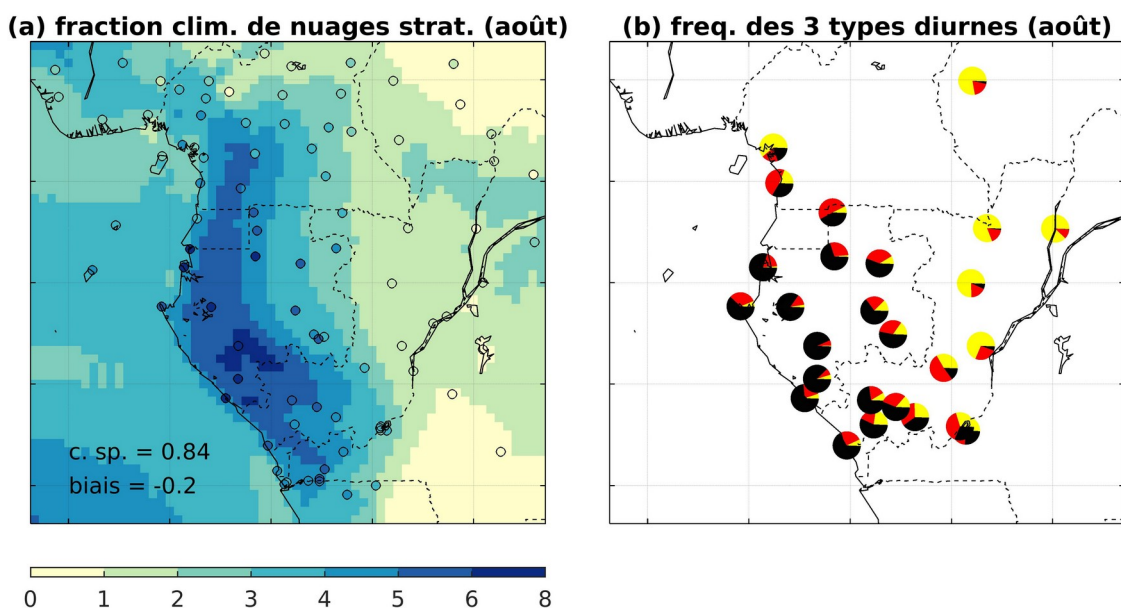 (a) fraction clim. de nuages strat. (août)
(b) freq. des 3 types diurnes (août)
c. sp. = 0.84
biais = -0.2
0 1 2 3 4 5 6 8